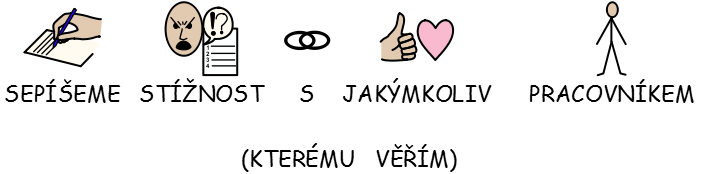 SEPÍŠEME STÍŽNOST S JAKÝMKOLIV PRACOVNÍKEM
(KTERÉMU VĚŘÍM)